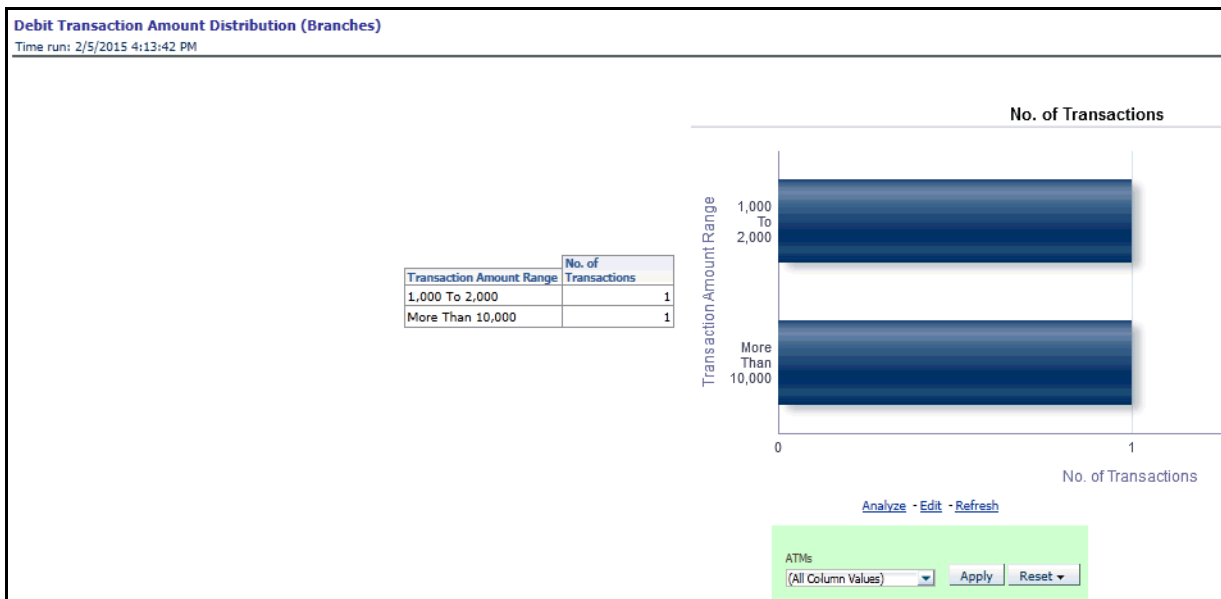 Debit Transaction Amount Distribution (Branches)
Time run: 2/5/2015 4:13:42 PM
No. of Transactions
Transaction Amount Range
1,000
To
2,000
More
Than
10,000
0 1
No. of Transactions
No. of
Transaction Amount Range Transactions
1,000 To 2,000 1
More Than 10,000 1
Analyze - Edit - Refresh
ATMs
(All Column Values) Apply Reset